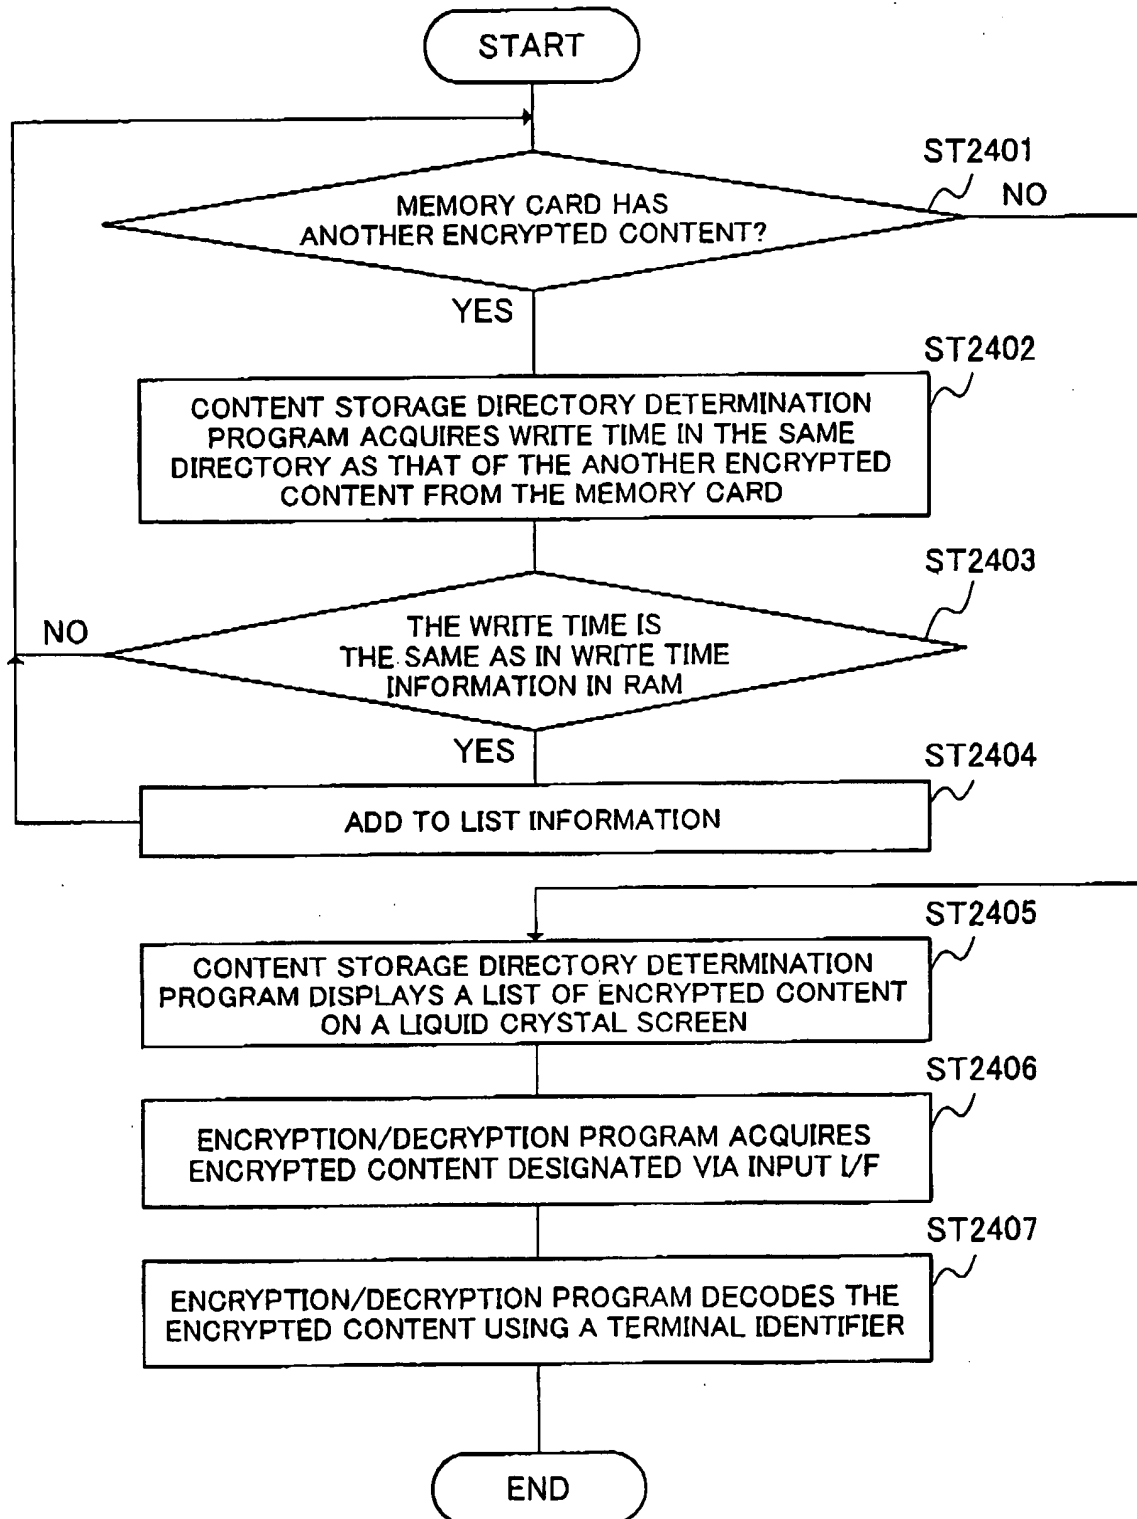 START
ST2401
NO
MEMORY CARD HAS
ANOTHER ENCRYPTED CONTENT?
YES
ST2402
CONTENT STORAGE DIRECTORY DETERMINATION
PROGRAM ACQUIRES WRITE TIME IN THE SAME
DIRECTORY AS THAT OF THE ANOTHER ENCRYPTED
CONTENT FROM THE MEMORY CARD
ST2403
NO
THE WRITE TIME IS
THE SAME AS IN WRITE TIME
INFORMATION IN RAM
YES
ST2404
ADD TO LIST INFORMATION
ST2405
CONTENT STORAGE DIRECTORY DETERMINATION
PROGRAM DISPLAYS A LIST OF ENCRYPTED CONTENT
ON A LIQUID CRYSTAL SCREEN
ST2406
ENCRYPTION/DECRYPTION PROGRAM ACQUIRES
ENCRYPTED CONTENT DESIGNATED VIA INPUT I/F
ST2407
ENCRYPTION/DECRYPTION PROGRAM DECODES THE
ENCRYPTED CONTENT USING A TERMINAL IDENTIFIER
END